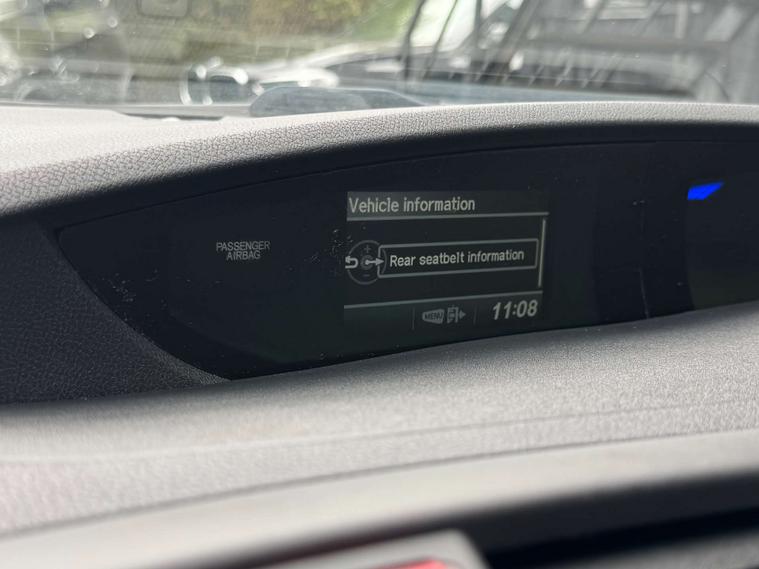 Vehicle information
PASSENGER
AIRBAG
Rear seatbelt information
MENU
11:08